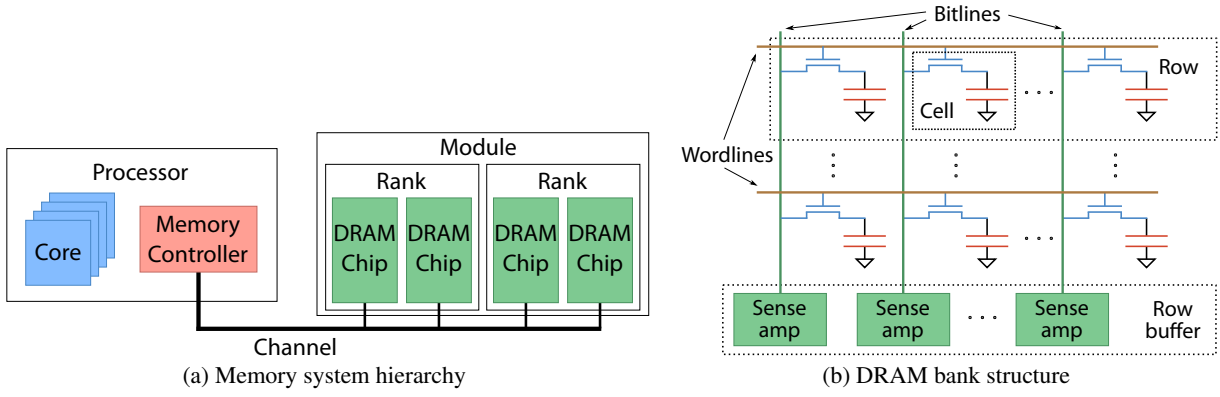 Processor
Core
Memory
Controller
Module
Rank
Rank
DRAM
Chip
DRAM
Chip
DRAM
Chip
DRAM
Chip
Channel
(a) Memory system hierarchy
Bitlines
Row
Cell
Wordlines
Sense
amp
Sense
amp
Sense
amp
Row
buffer
(b) DRAM bank structure